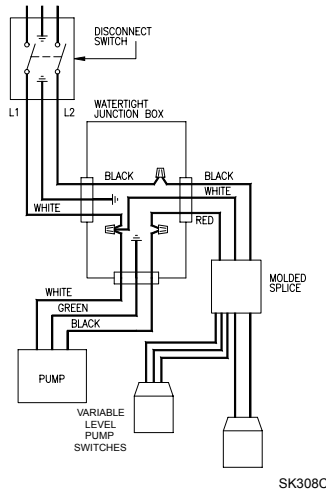 DISCONNECT
SWITCH
L1
L2
WATERTIGHT
JUNCTION BOX
BLACK
BLACK
WHITE
WHITE
RED
MOLDED
SPLICE
WHITE
GREEN
BLACK
PUMP
VARIABLE
LEVEL
PUMP
SWITCHES
SK308C